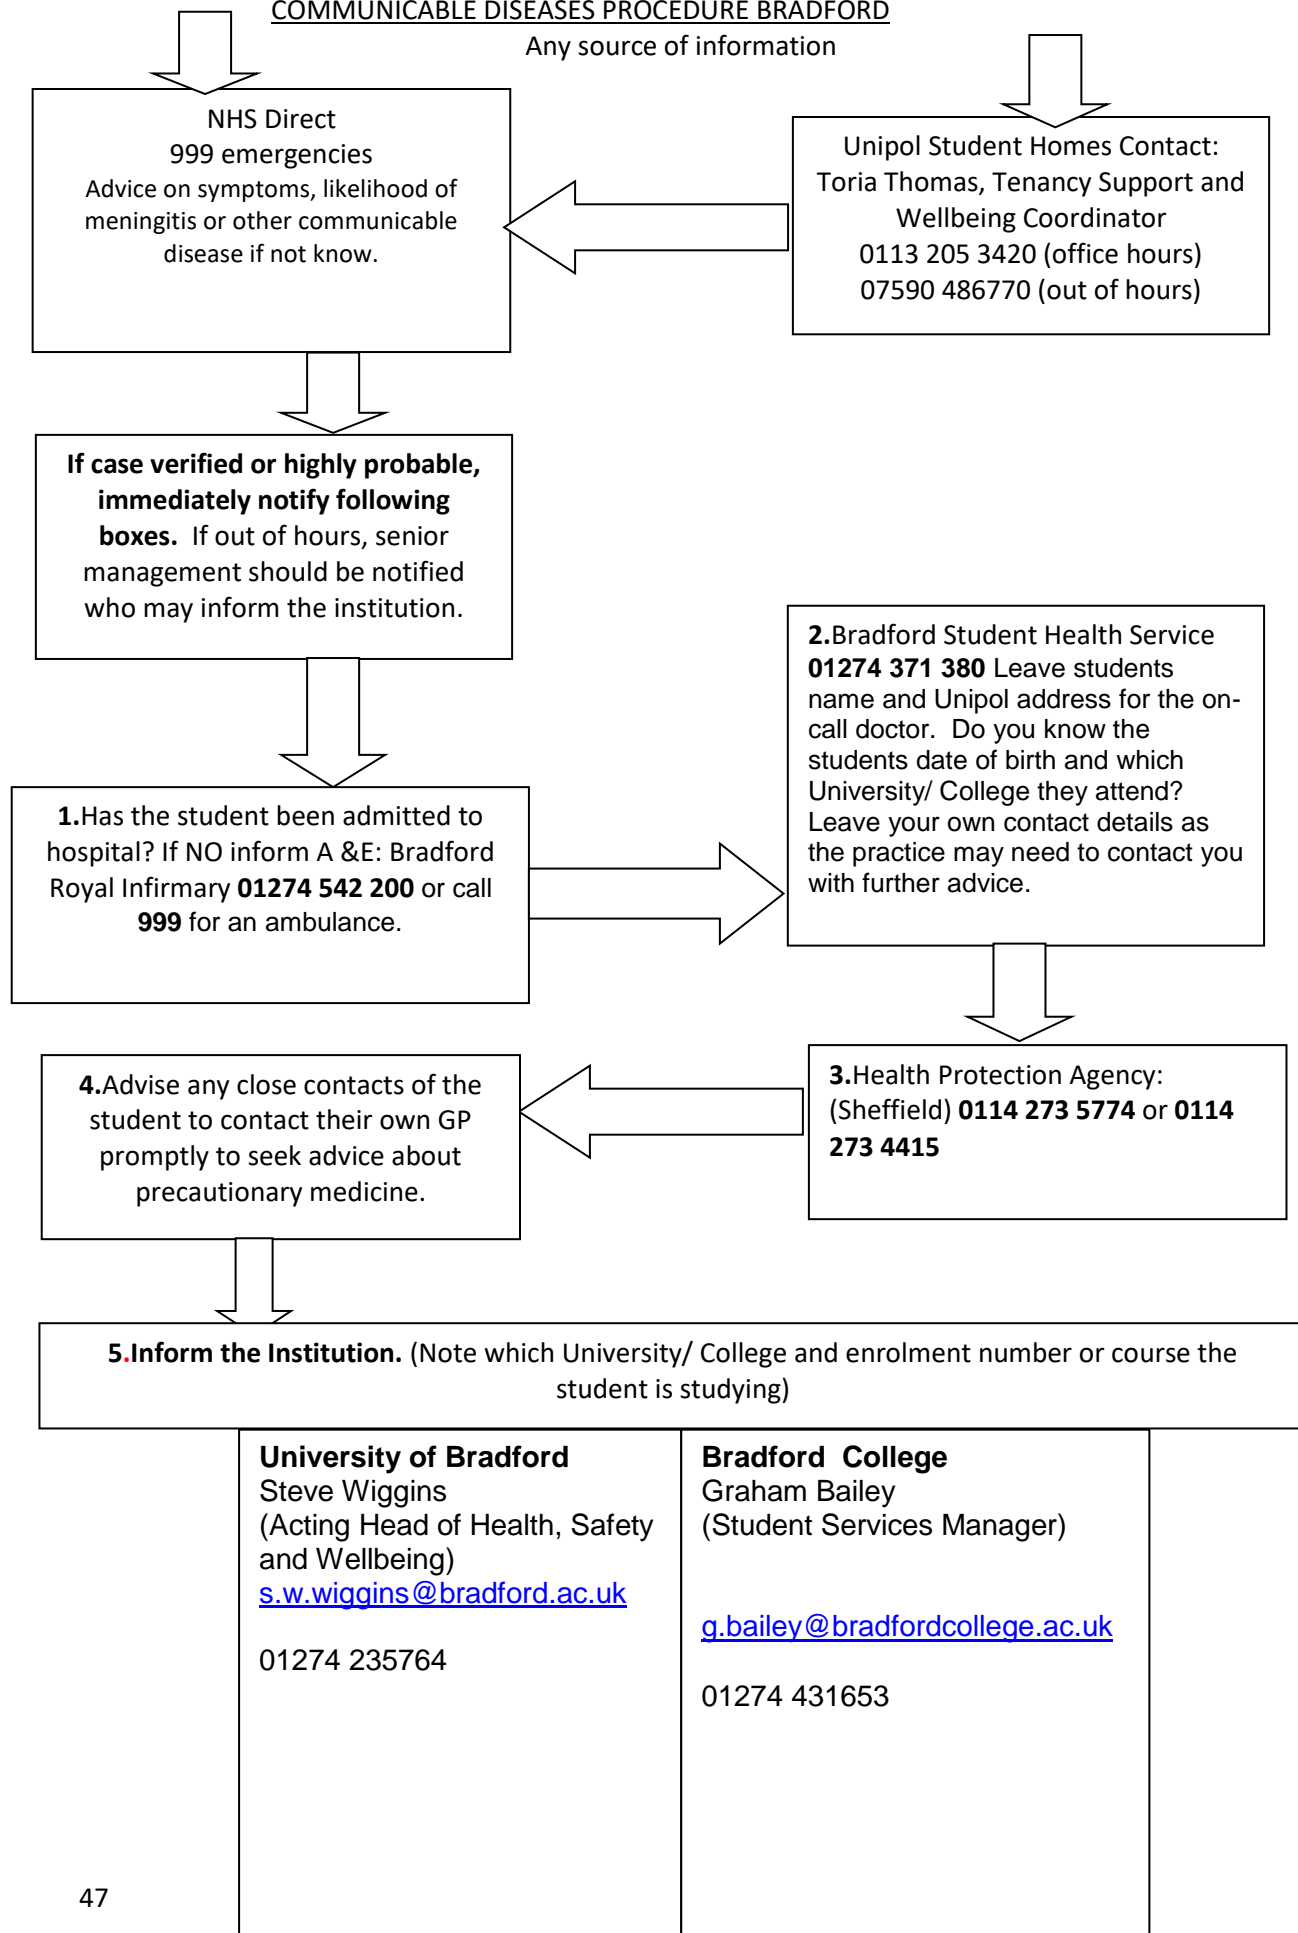 COMMUNICABLE DISEASES PROCEDURE BRADFORD
Any source of information
NHS Direct
999 emergencies
Advice on symptoms, likelihood of
meningitis or other communicable
disease if not know.
Unipol Student Homes Contact:
Toria Thomas, Tenancy Support and
Wellbeing Coordinator
0113 205 3420 (office hours)
07590 486770 (out of hours)
If case verified or highly probable,
immediately notify following
boxes.  If out of hours, senior
management should be notified
who may inform the institution.
1.Has the student been admitted to
hospital? If NO inform A &E: Bradford
Royal Infirmary 01274 542 200 or call
999 for an ambulance.
2.Bradford Student Health Service
01274 371 380 Leave students
name and Unipol address for the on-
call doctor.  Do you know the
students date of birth and which
University/ College they attend?
Leave your own contact details as
the practice may need to contact you
with further advice.
3.Health Protection Agency:
(Sheffield) 0114 273 5774 or 0114
273 4415
4.Advise any close contacts of the
student to contact their own GP
promptly to seek advice about
precautionary medicine.
5.Inform the Institution. (Note which University/ College and enrolment number or course the
student is studying)
University of Bradford
Steve Wiggins
(Acting Head of Health, Safety
and Wellbeing)
s.w.wiggins@bradford.ac.uk
01274 235764
Bradford  College
Graham Bailey
(Student Services Manager)
g.bailey@bradfordcollege.ac.uk
01274 431653
47